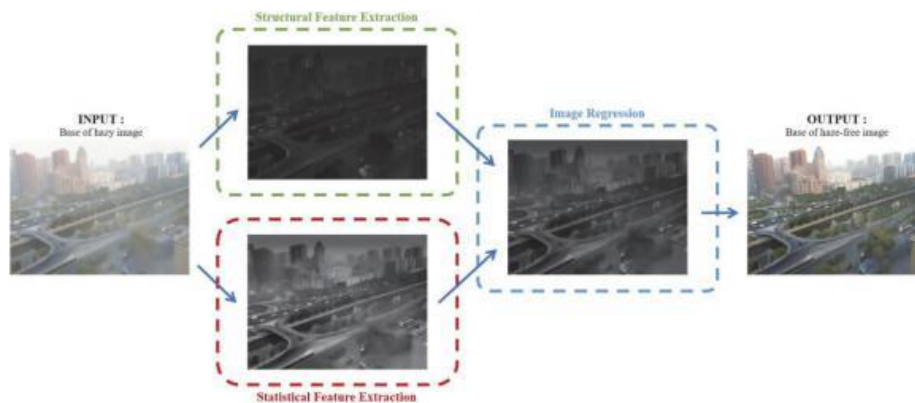 Structural Feature Extraction
INPUT :
Base of hazy image
Image Regression
OUTPUT :
Base of haze-free image
Statistical Feature Extraction